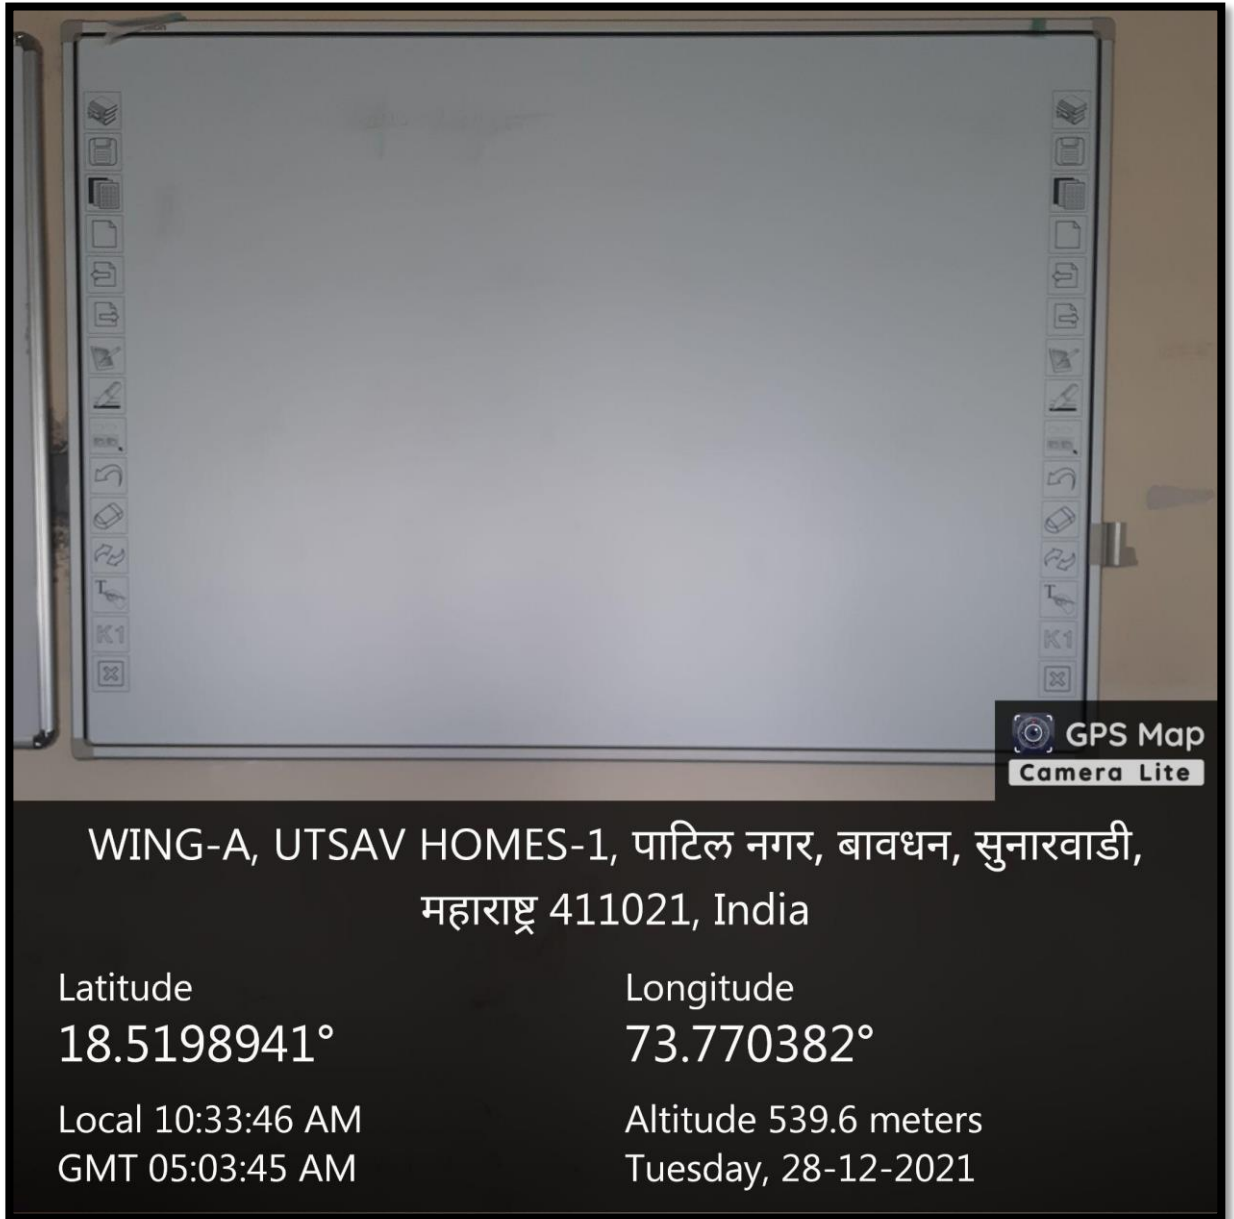 T
K1
T
K1
GPS Map
Camera Lite
WING-A, UTSAV HOMES-1, पाटिल नगर, बावधन, सुनारवाडी,
महाराष्ट्र 411021, India
Latitude
18.5198941°
Longitude
73.770382°
Local 10:33:46 AM
GMT 05:03:45 AM
Altitude 539.6 meters
Tuesday, 28-12-2021